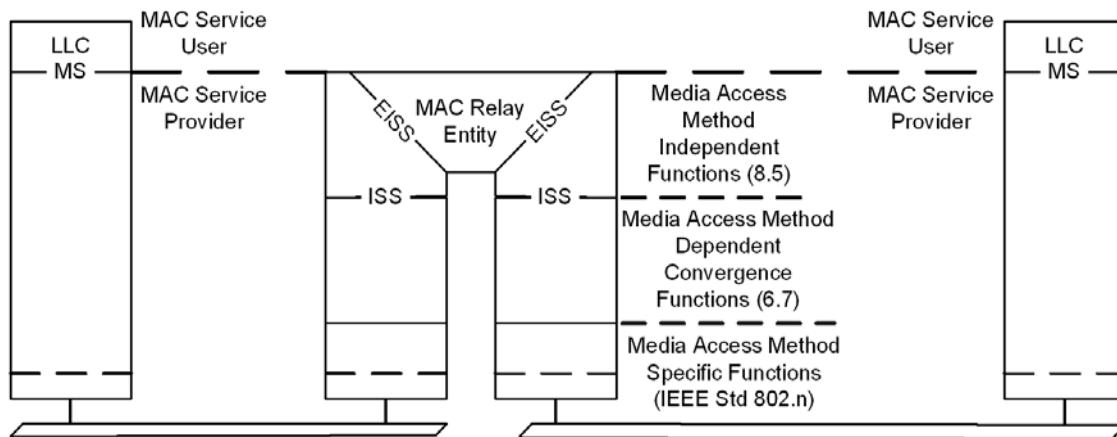 LLC
MS
MAC Service
User
MAC Service
Provider
EISS
MAC Relay
Entity
EISS
ISS
ISS
Media Access
Method
Independent
Functions (8.5)
Media Access Method
Dependent
Convergence
Functions (6.7)
Media Access Method
Specific Functions
(IEEE Std 802.n)
MAC Service
User
MAC Service
Provider
LLC
MS